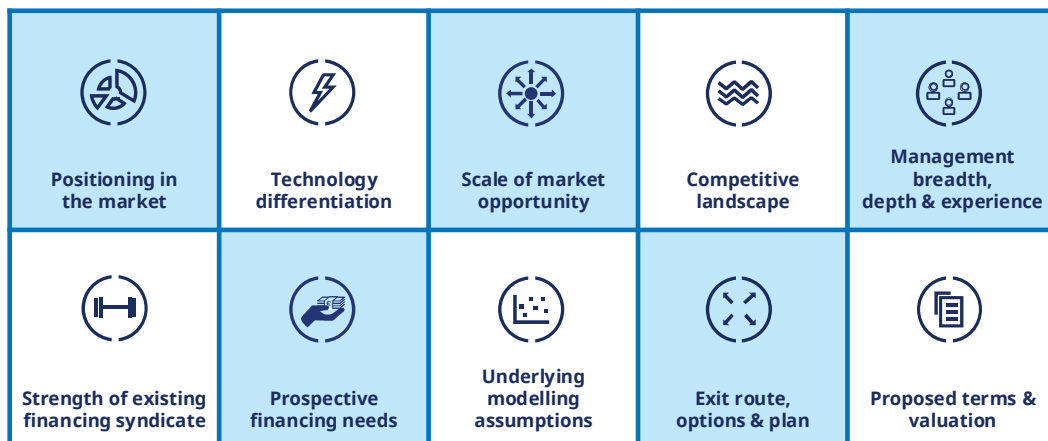 Positioning in
the market
Technology
differentiation
Scale of market
opportunity
Competitive
landscape
Management
breadth,
depth & experience
Strength of existing
financing syndicate
Prospective
financing needs
Underlying
modelling
assumptions
Exit route,
options & plan
Proposed terms &
valuation